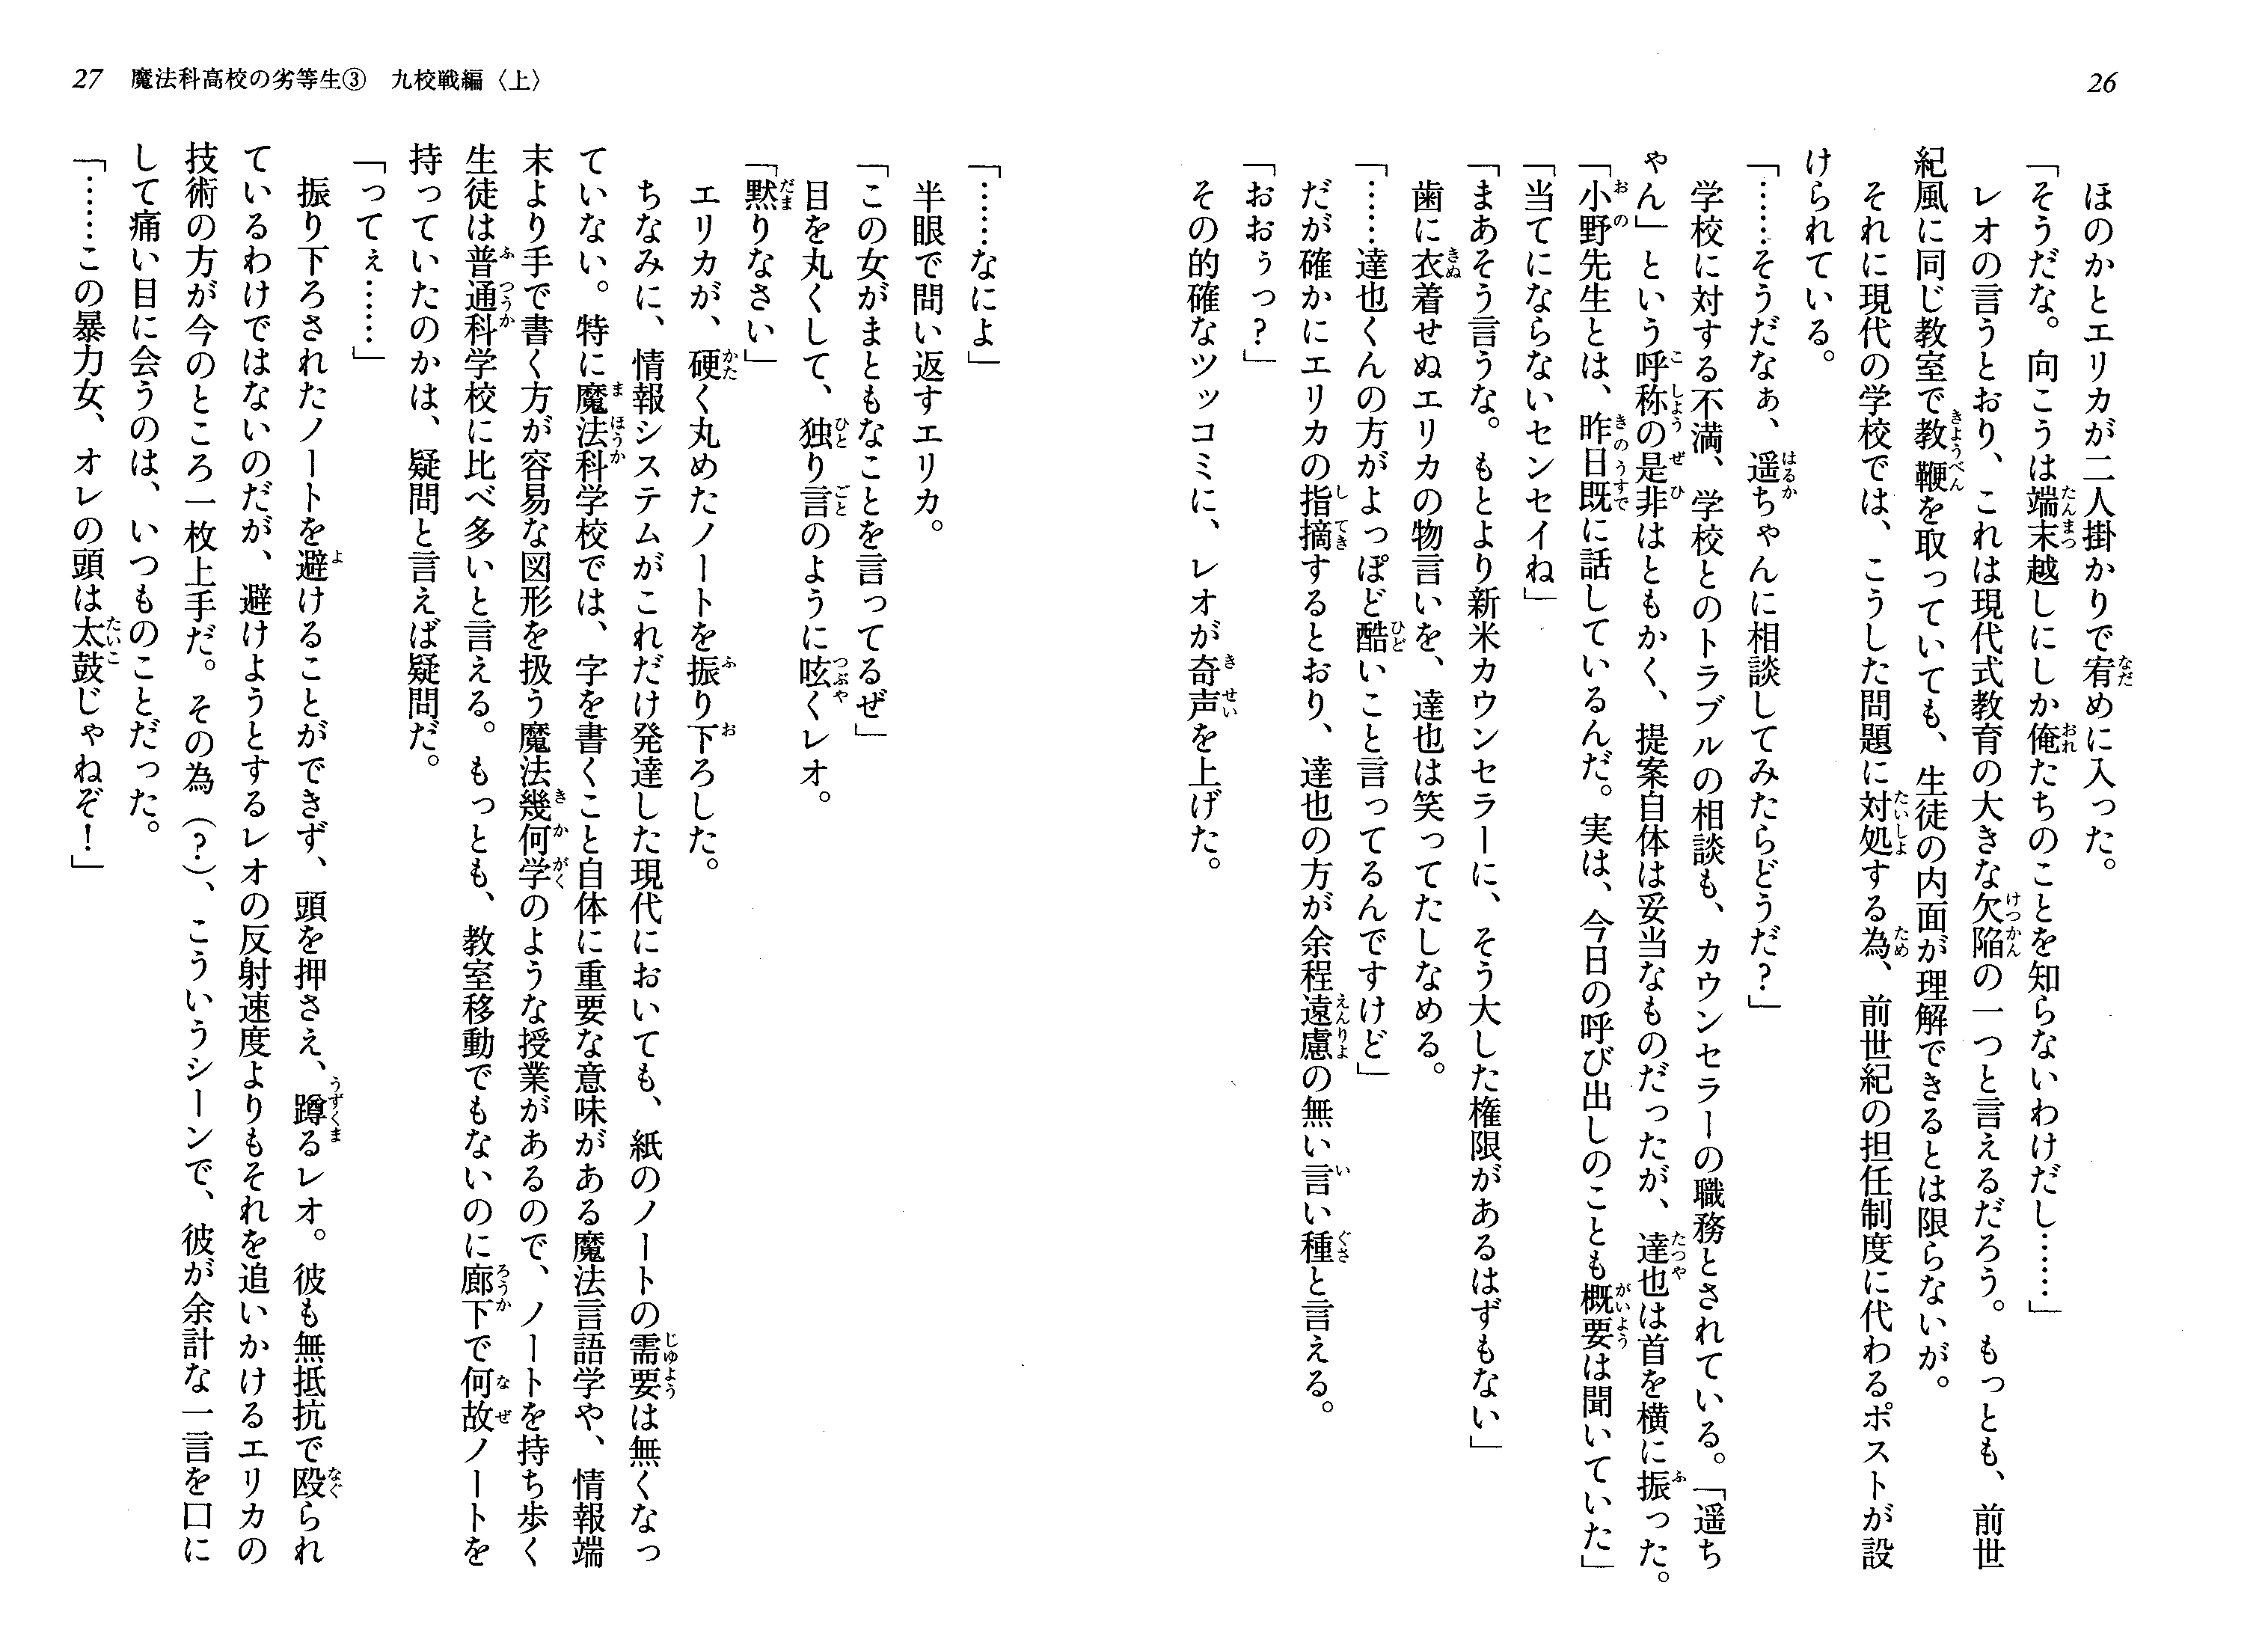 26
ほのかとエリカが二人掛かりで宥めに入った。
「そうだな。向こうは端末越しにしか俺たちのことを知らないわけだし……」
レオの言うとおり、これは現代式教育の大きな欠陥の一つと言えるだろう。もっとも、前世
紀風に同じ教室で教鞭を取っていても、生徒の内面が理解できるとは限らないが。
それに現代の学校では、こうした問題に対処する為、前世紀の担任制度に代わるポストが設
けられている。
「……そうだなぁ、遥ちゃんに相談してみたらどうだ？」
学校に対する不満、学校とのトラブルの相談も、カウンセラーの職務とされている。「遥ち
ゃん」という呼称の是非はともかく、提案自体は妥当なものだったが、達也は首を横に振った。
「小野先生とは、昨日既に話しているんだ。実は、今日の呼び出しのことも概要は聞いていた」
「当てにならないセンセイね」
「まあそう言うな。もとより新米カウンセラーに、そう大した権限があるはずもない」
歯に衣着せぬエリカの物言いを、達也は笑ってたしなめる。
「……達也くんの方がよっぽど酷いこと言ってるんですけど」
だが確かにエリカの指摘するとおり、達也の方が余程遠慮の無い言い種と言える。
「おおぅっ？」
その的確なツッコミに、レオが奇声を上げた。
27　魔法科高校の劣等生③　九校戦編〈上〉
「……なによ」
半眼で問い返すエリカ。
「この女がまともなことを言ってるぜ」
目を丸くして、独り言のように呟くレオ。
「黙りなさい」
エリカが、硬く丸めたノートを振り下ろした。
ちなみに、情報システムがこれだけ発達した現代においても、紙のノートの需要は無くなっ
ていない。特に魔法科学校では、字を書くこと自体に重要な意味がある魔法言語学や、情報端
末より手で書く方が容易な図形を扱う魔法幾何学のような授業があるので、ノートを持ち歩く
生徒は普通科学校に比べ多いと言える。もっとも、教室移動でもないのに廊下で何故ノートを
持っていたのかは、疑問と言えば疑問だ。
「ってぇ……」
振り下ろされたノートを避けることができず、頭を押さえ、蹲るレオ。彼も無抵抗で殴られ
ているわけではないのだが、避けようとするレオの反射速度よりもそれを追いかけるエリカの
技術の方が今のところ一枚上手だ。その為（？）、こういうシーンで、彼が余計な一言を口に
して痛い目に会うのは、いつものことだった。
「……この暴力女、オレの頭は太鼓じゃねぞ！」